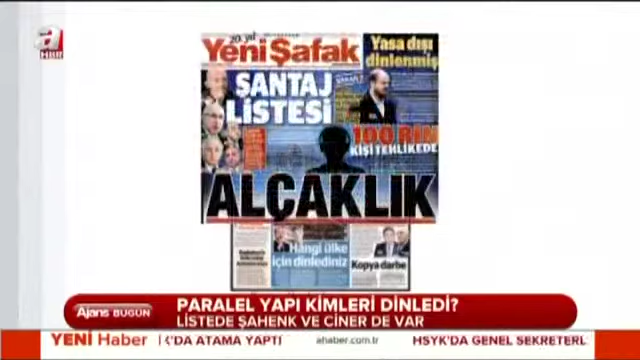 a
HBR
20. yıl
Yeni Şafak
Yasa dışı
dinlenmiş
ŞANTAJ
LİSTESİ
100 BİN
KİŞİ TEHLİKEDE
ALÇAKLIK
Hangi ülke
için dinlediniz
Kopya darbe
PARALEL YAPI KİMLERİ DİNLEDİ?
Ajans BUGÜN
LİSTEDE ŞAHENK VE CİNER DE VAR
YENİ Haber
K'DA ATAMA YAPTI
ahaber.com.tr
HSYK'DA GENEL SEKRETERL